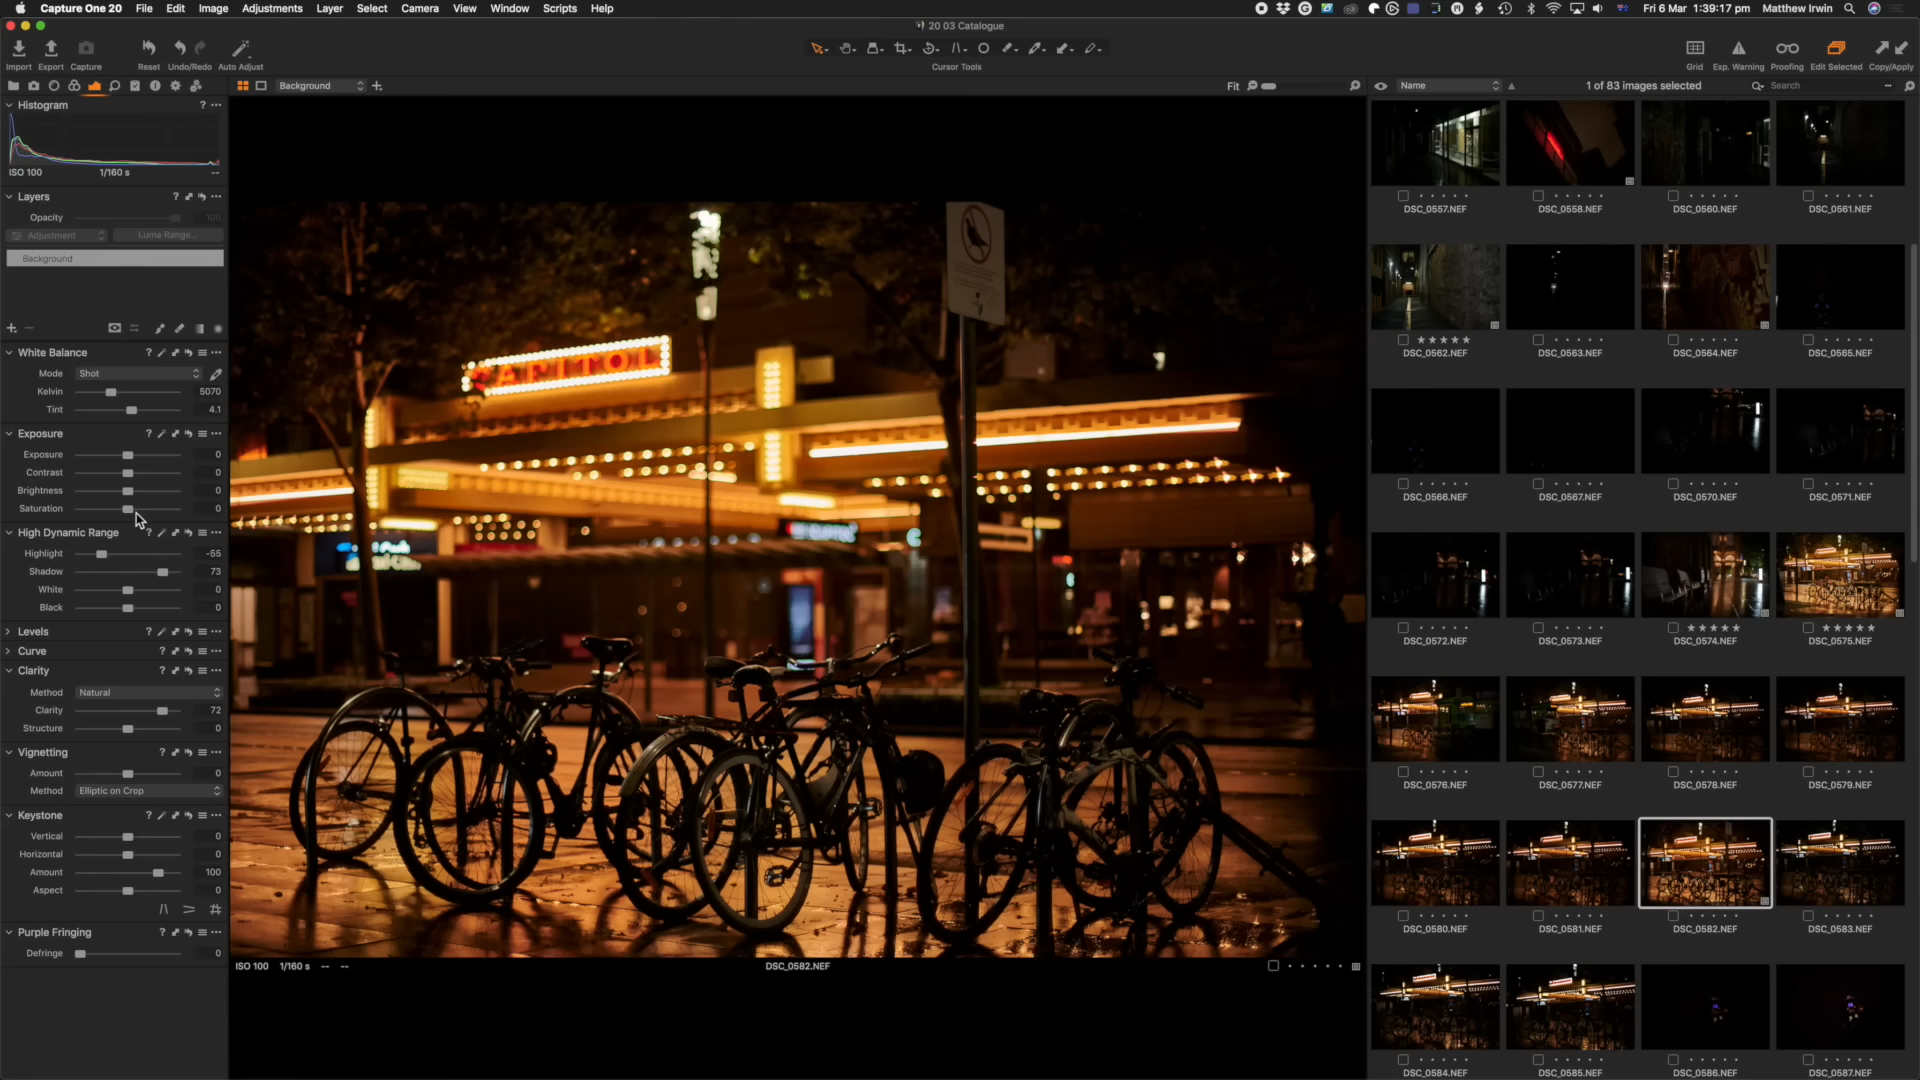 Capture One 20 File Edit Image Adjustments Layer Select Camera View Window Scripts Help
Fri 6 Mar 1:39:17 pm Matthew Irwin
20 03 Catalogue
Import Export Capture Reset Undo/Redo Auto Adjust
Cursor Tools
Grid Exp. Warning Proofing Edit Selected Copy/Apply
Background
Fit
Name
1 of 83 images selected
Search
Histogram
ISO 100 1/160 s --
Layers
Opacity 100
Adjustment Luma Range...
Background
White Balance
Mode Shot
Kelvin 5070
Tint 4.1
Exposure
Exposure 0
Contrast 0
Brightness 0
Saturation 0
High Dynamic Range
Highlight -55
Shadow 73
White 0
Black 0
Levels
Curve
Clarity
Method Natural
Clarity 72
Structure 0
Vignetting
Amount 0
Method Elliptic on Crop
Keystone
Vertical 0
Horizontal 0
Amount 100
Aspect 0
Purple Fringing
Defringe 0
CAPITOL
ISO 100 1/160 s -- --
DSC_0582.NEF
DSC_0557.NEF DSC_0558.NEF DSC_0560.NEF DSC_0561.NEF
DSC_0562.NEF DSC_0563.NEF DSC_0564.NEF DSC_0565.NEF
DSC_0566.NEF DSC_0567.NEF DSC_0570.NEF DSC_0571.NEF
DSC_0572.NEF DSC_0573.NEF DSC_0574.NEF DSC_0575.NEF
DSC_0576.NEF DSC_0577.NEF DSC_0578.NEF DSC_0579.NEF
DSC_0580.NEF DSC_0581.NEF DSC_0582.NEF DSC_0583.NEF
DSC_0584.NEF DSC_0585.NEF DSC_0586.NEF DSC_0587.NEF